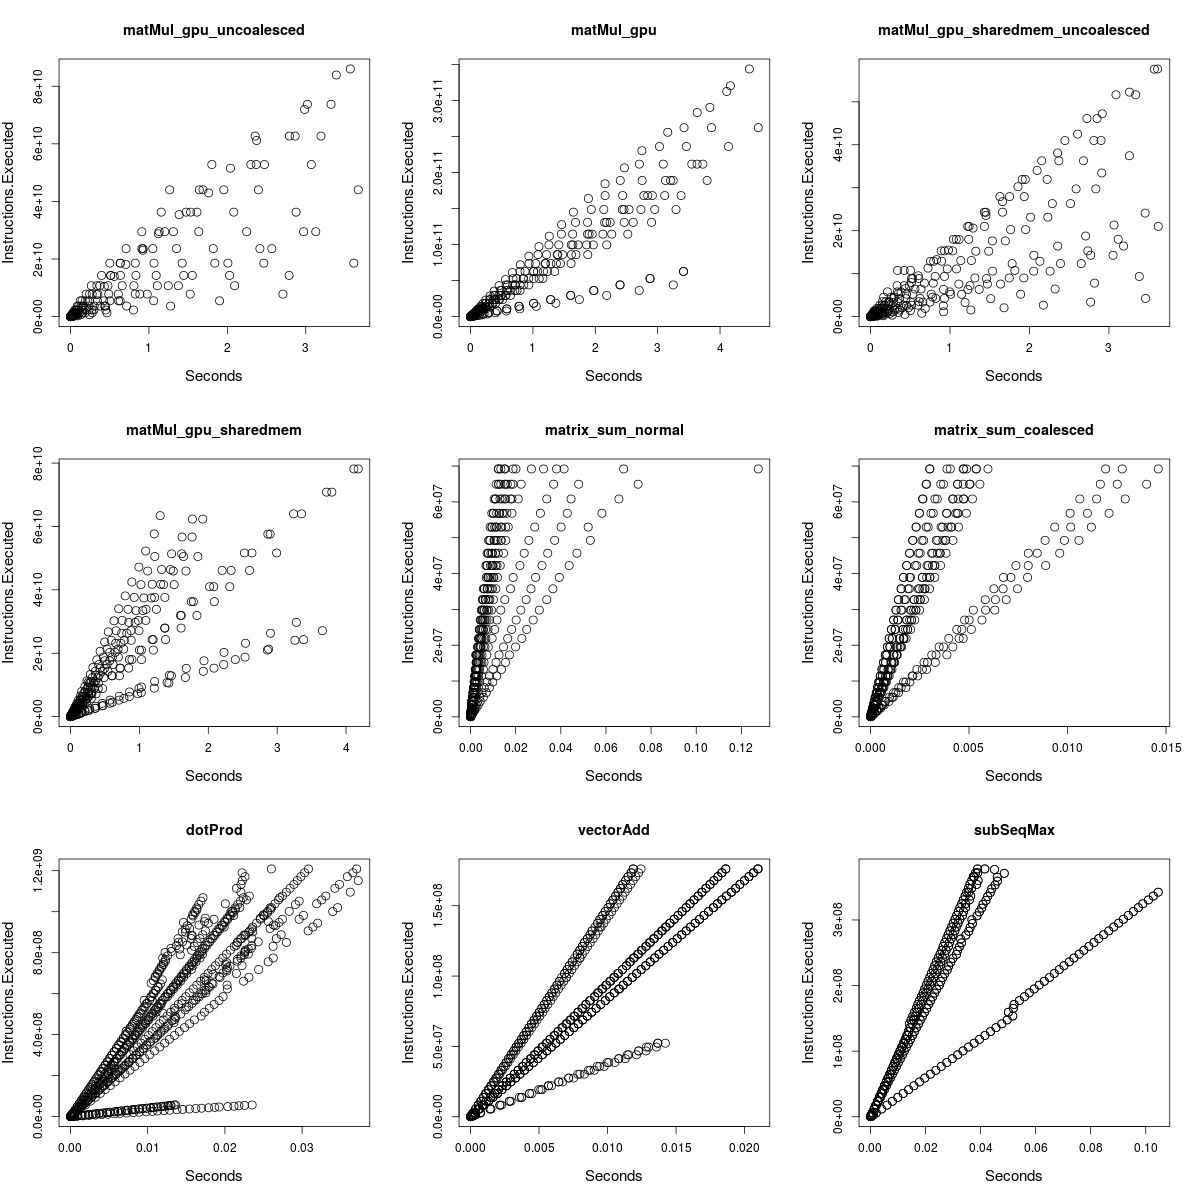 matMul_gpu_uncoalesced
Instructions.Executed
0e+00 2e+10 4e+10 6e+10 8e+10
0 1 2 3
Seconds
matMul_gpu
Instructions.Executed
0.0e+00 1.0e+11 2.0e+11 3.0e+11
0 1 2 3 4
Seconds
matMul_gpu_sharedmem_uncoalesced
Instructions.Executed
0e+00 2e+10 4e+10
0 1 2 3
Seconds
matMul_gpu_sharedmem
Instructions.Executed
0e+00 2e+10 4e+10 6e+10 8e+10
0 1 2 3 4
Seconds
matrix_sum_normal
Instructions.Executed
0e+00 2e+07 4e+07 6e+07
0.00 0.02 0.04 0.06 0.08 0.10 0.12
Seconds
matrix_sum_coalesced
Instructions.Executed
0e+00 2e+07 4e+07 6e+07
0.000 0.005 0.010 0.015
Seconds
dotProd
Instructions.Executed
0.0e+00 4.0e+08 8.0e+08 1.2e+09
0.00 0.01 0.02 0.03
Seconds
vectorAdd
Instructions.Executed
0.0e+00 5.0e+07 1.0e+08 1.5e+08
0.000 0.005 0.010 0.015 0.020
Seconds
subSeqMax
Instructions.Executed
0e+00 1e+08 2e+08 3e+08
0.00 0.02 0.04 0.06 0.08 0.10
Seconds